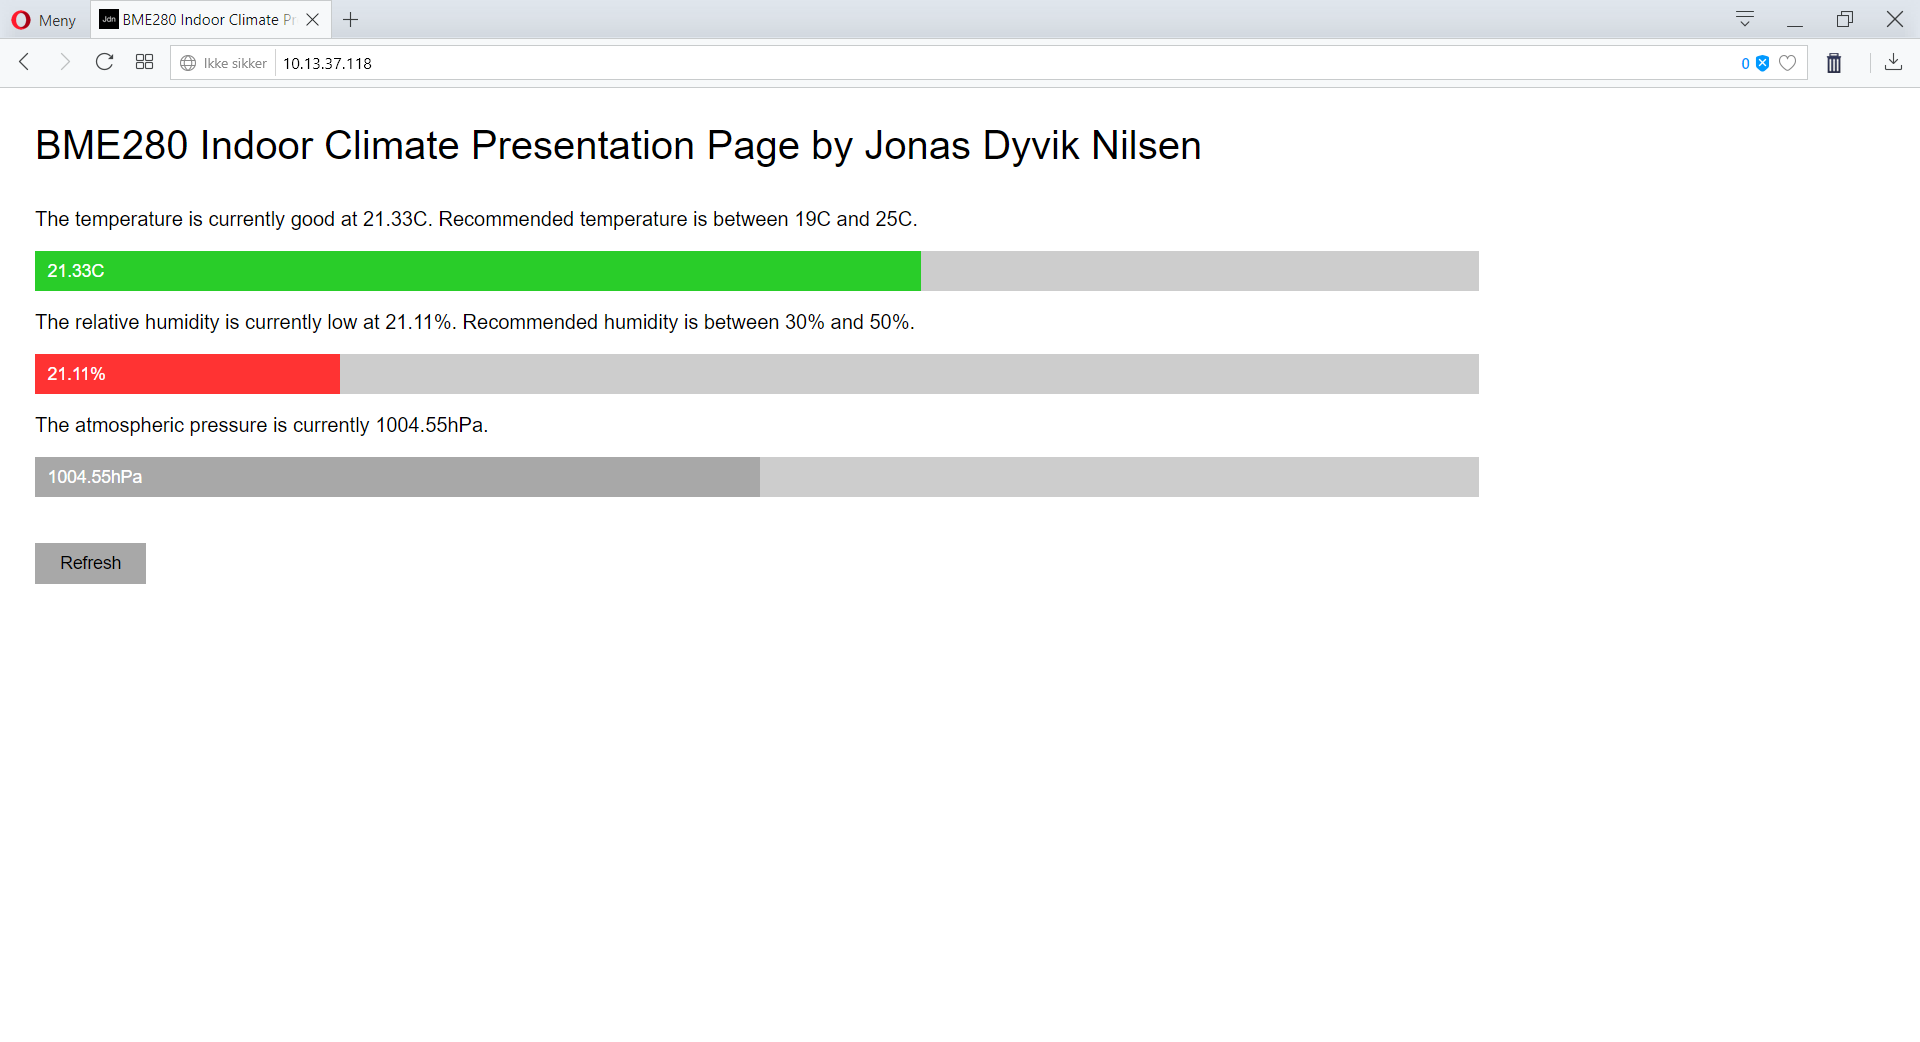 Meny
Jdn
BME280 Indoor Climate Pr
Ikke sikker
10.13.37.118
0
BME280 Indoor Climate Presentation Page by Jonas Dyvik Nilsen
The temperature is currently good at 21.33C. Recommended temperature is between 19C and 25C.
21.33C
The relative humidity is currently low at 21.11%. Recommended humidity is between 30% and 50%.
21.11%
The atmospheric pressure is currently 1004.55hPa.
1004.55hPa
Refresh